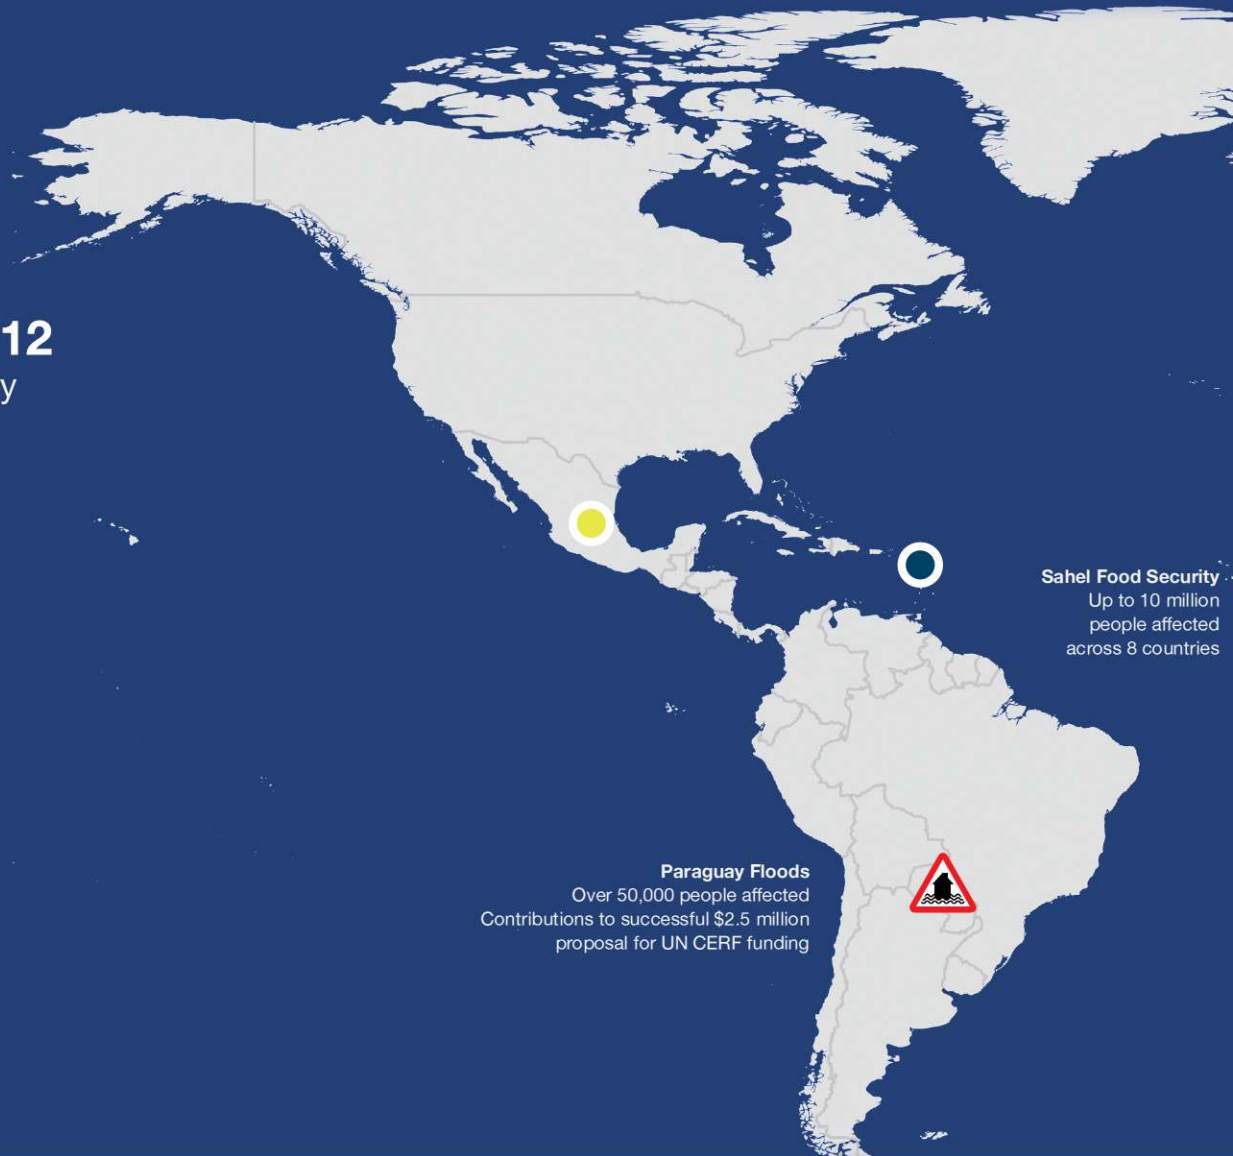 12
y
Sahel Food Security
Up to 10 million
people affected
across 8 countries
Paraguay Floods
Over 50,000 people affected
Contributions to successful $2.5 million
proposal for UN CERF funding